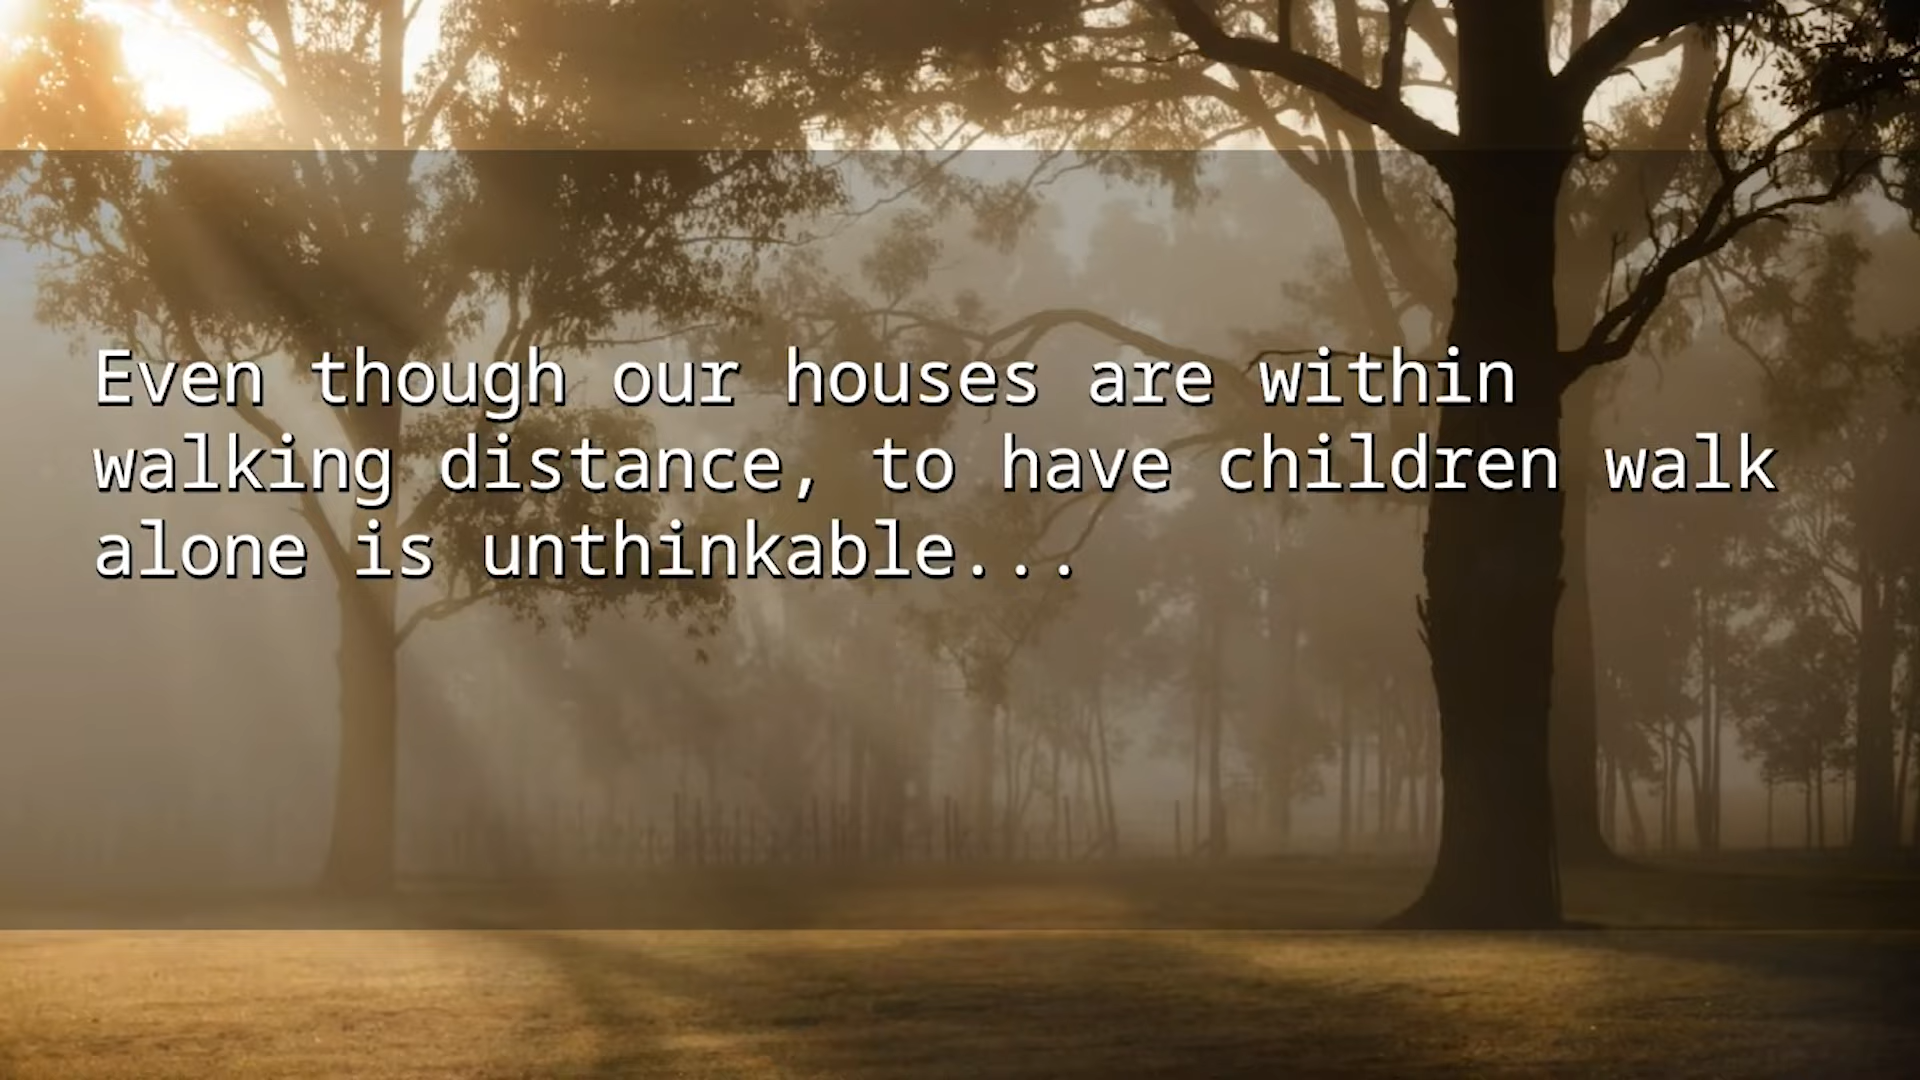 Even though our houses are within
walking distance, to have children walk
alone is unthinkable...